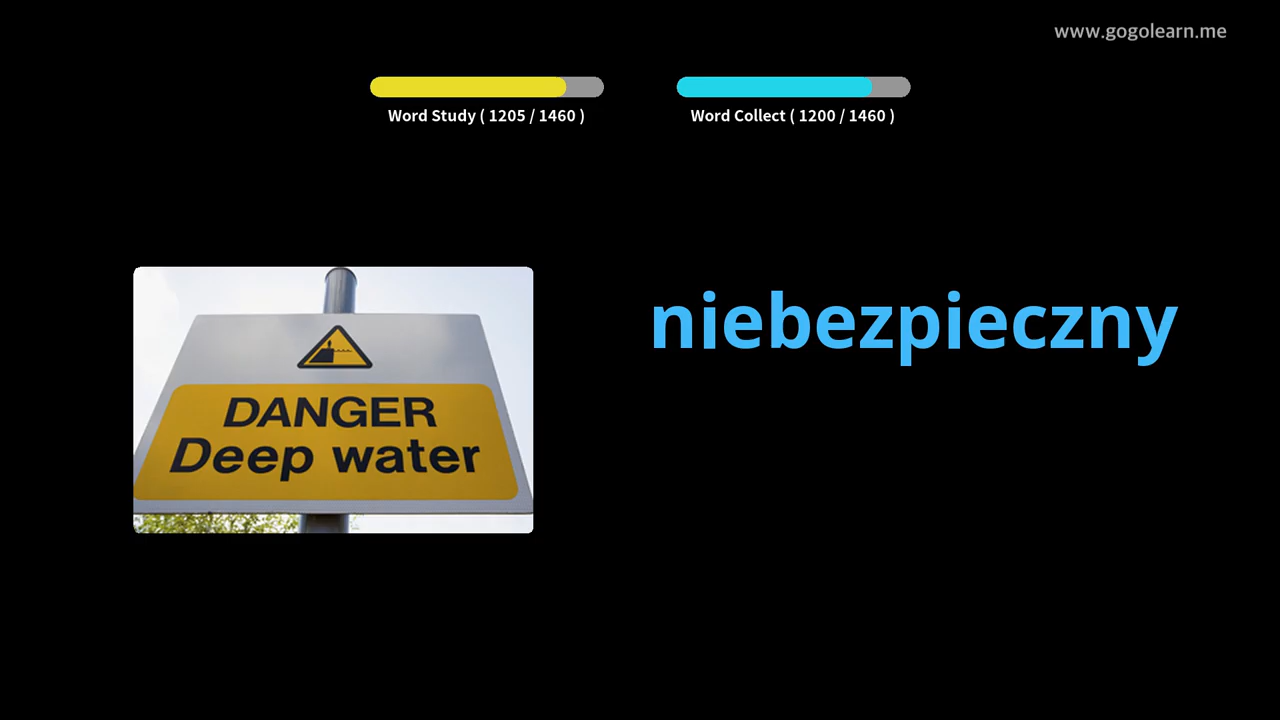 www.gogolearn.me
Word Study ( 1205 / 1460 )
Word Collect ( 1200 / 1460 )
niebezpieczny
DANGER
Deep water